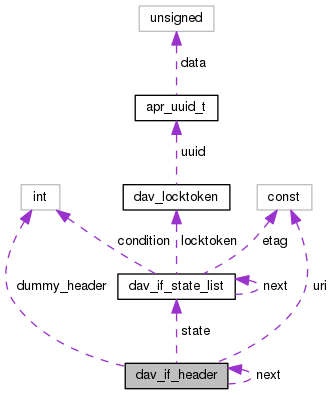 unsigned
data
apr_uuid_t
uuid
int
dav_locktoken
const
condition
locktoken
etag
dummy_header
dav_if_state_list
next
uri
state
dav_if_header
next